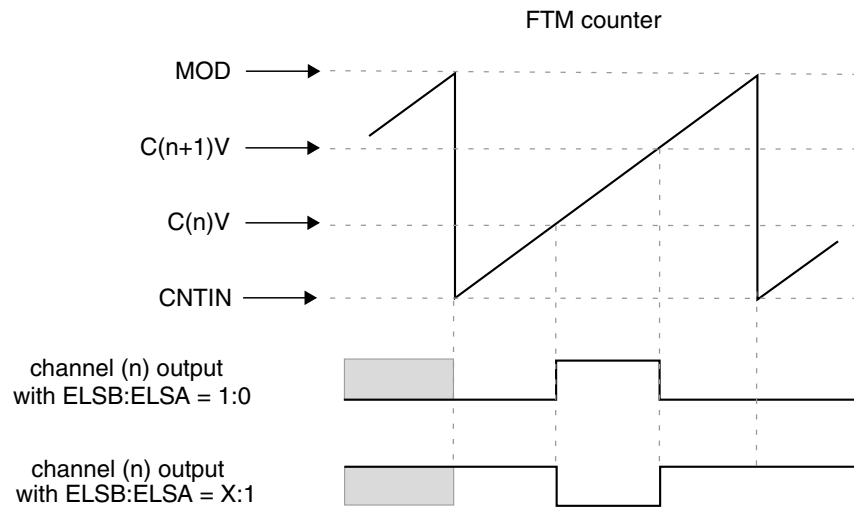 FTM counter
MOD
C(n+1)V
C(n)V
CNTIN
channel (n) output
with ELSB:ELSA = 1:0
channel (n) output
with ELSB:ELSA = X:1